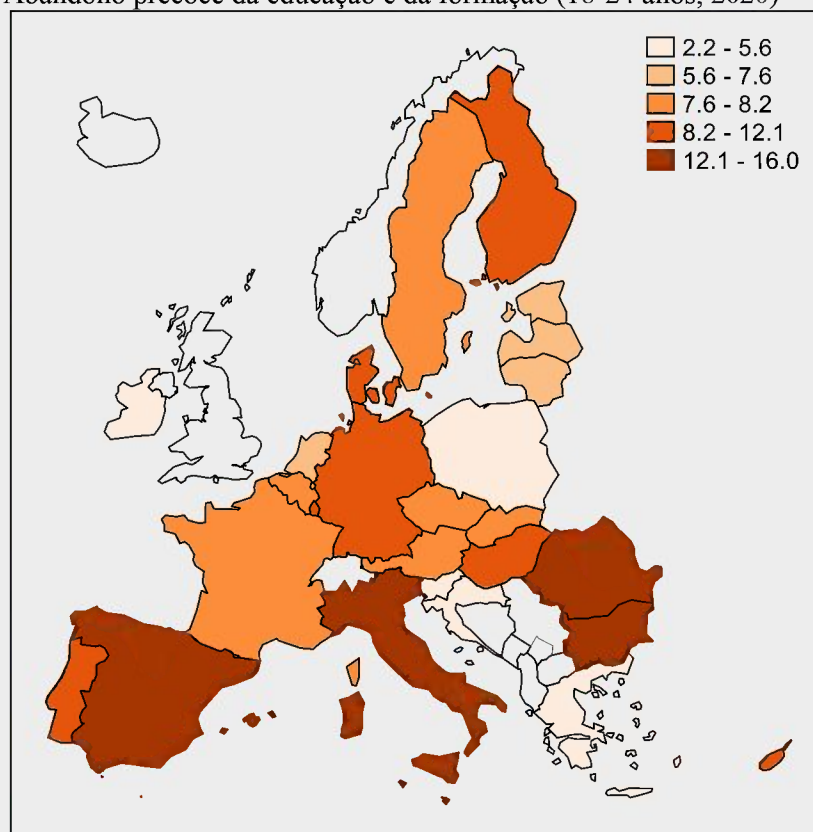 Abandono precoce da educação e da formação (18-24 anos, 2020)
2.2 - 5.6
5.6 - 7.6
7.6 - 8.2
8.2 - 12.1
12.1 - 16.0